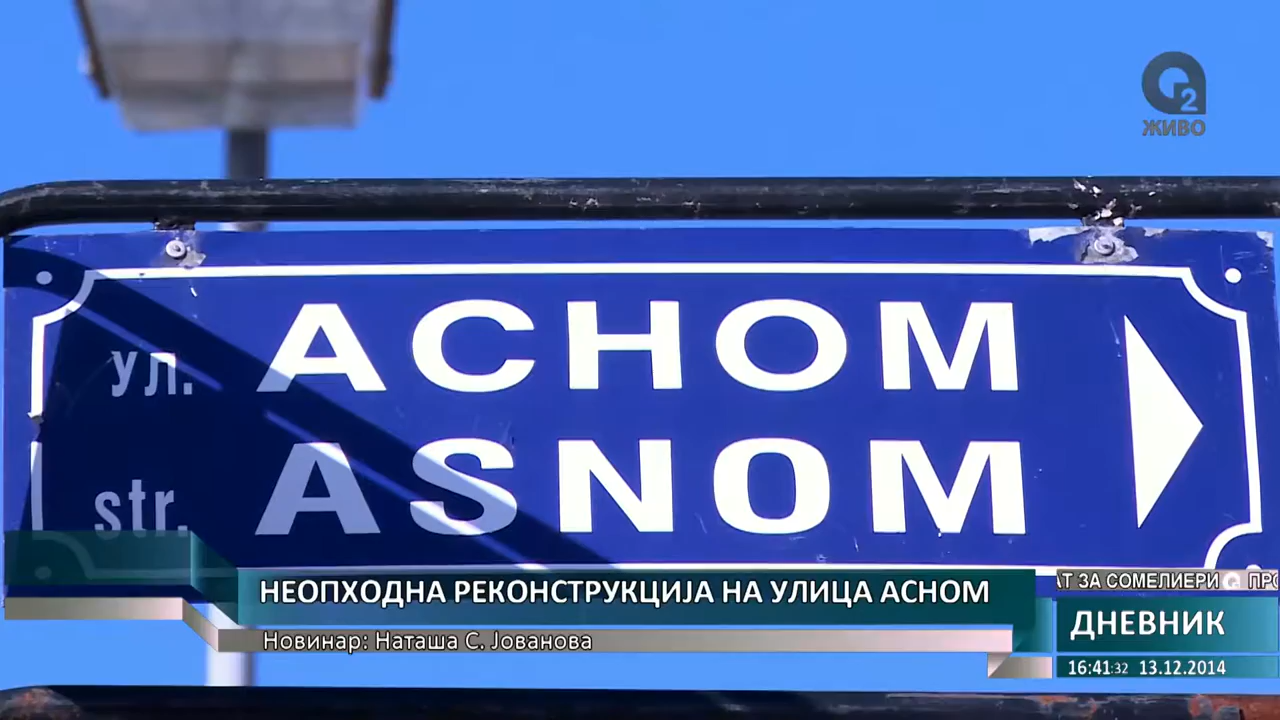 2
ЖИВО
ул. АСНОМ
str. ASNOM
НЕОПХОДНА РЕКОНСТРУКЦИЈА НА УЛИЦА АСНОМ
Новинар: Наташа С. Јованова
ЗА СОМЕЛИЕРИ
ДНЕВНИК
16:41:32 13.12.2014